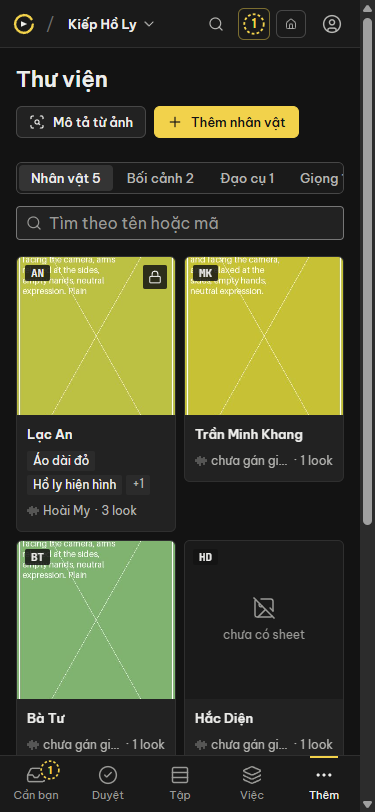 / Kiếp Hồ Ly
1
Thư viện
Mô tả từ ảnh
+ Thêm nhân vật
Nhân vật 5 Bối cảnh 2 Đạo cụ 1 Giọng
Tìm theo tên hoặc mã
facing the camera, arms
AN
at the sides,
empty hands, neutral
expression. Plain
and facing the camera,
MK
relaxed at the
sides, empty hands,
neutral expression.
Lạc An
Áo dài đỏ
Hồ ly hiện hình +1
Hoài My · 3 look
Trần Minh Khang
chưa gán gi... · 1 look
facing the camera, arms
BT
at the sides,
empty hands, neutral
expression. Plain
HD
chưa có sheet
Bà Tư
chưa gán gi... · 1 look
Hắc Diện
chưa gán gi... · 1 look
1
Cần bạn
Duyệt
Tập
Việc
Thêm